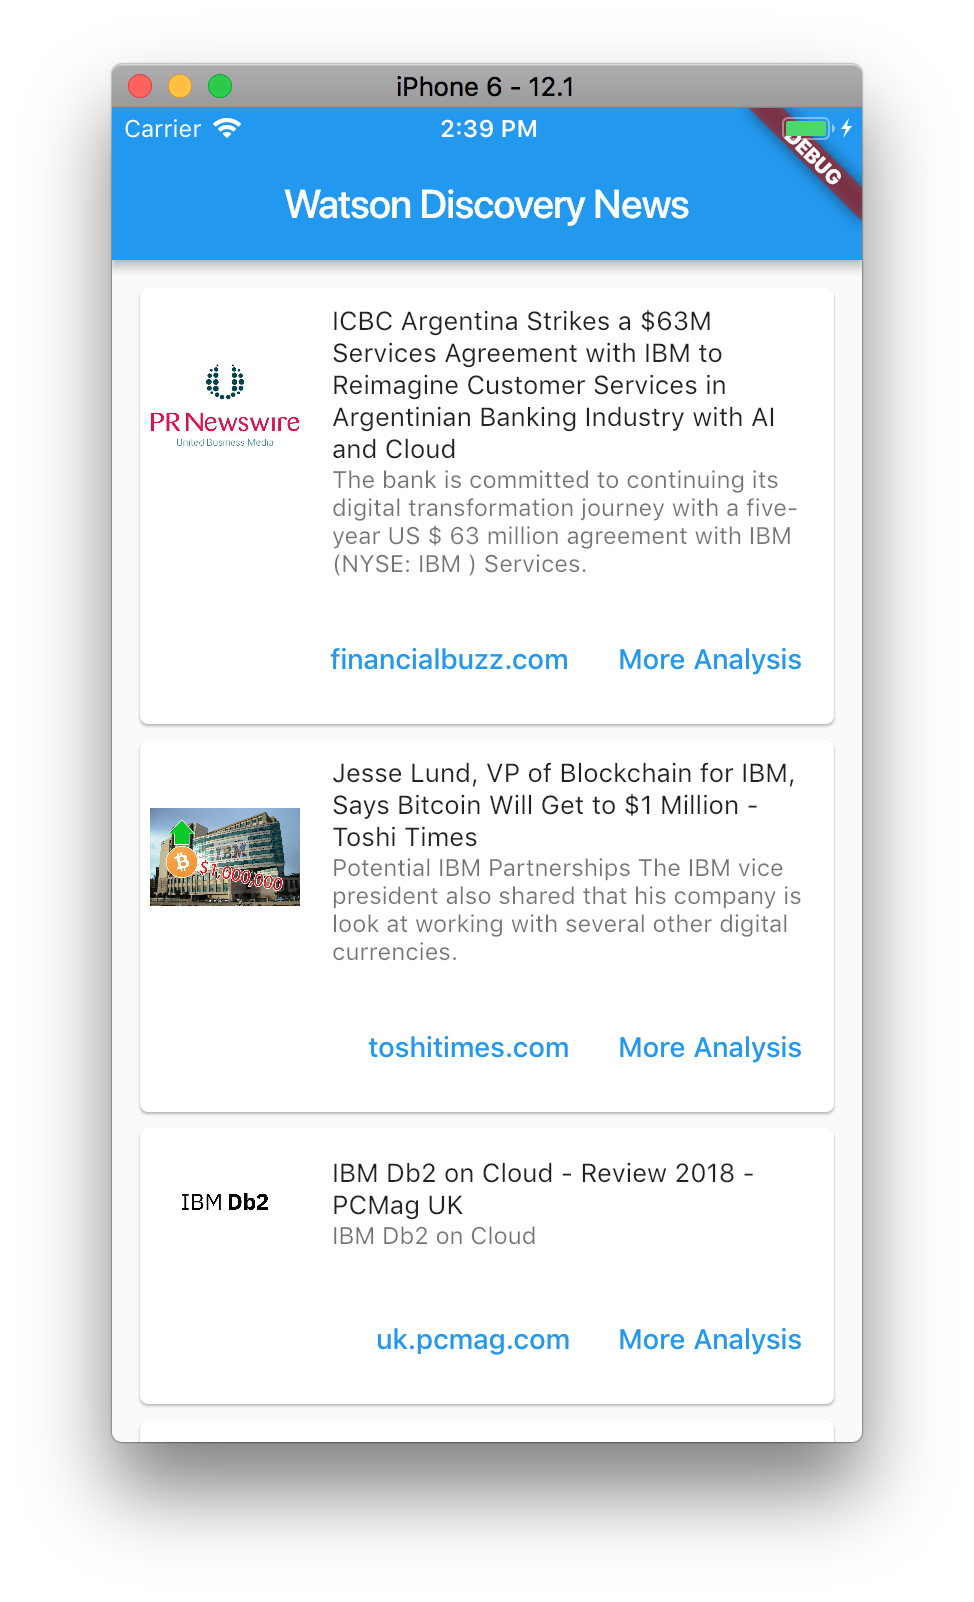 iPhone 6 - 12.1
Carrier
2:39 PM
DEBUG
Watson Discovery News
ICBC Argentina Strikes a $63M
Services Agreement with IBM to
Reimagine Customer Services in
Argentinian Banking Industry with AI
and Cloud
PR Newswire
United Business Media
The bank is committed to continuing its
digital transformation journey with a five-
year US $ 63 million agreement with IBM
(NYSE: IBM ) Services.
financialbuzz.com
More Analysis
Jesse Lund, VP of Blockchain for IBM,
Says Bitcoin Will Get to $1 Million -
Toshi Times
IBM
$1,000,000
Potential IBM Partnerships The IBM vice
president also shared that his company is
look at working with several other digital
currencies.
toshitimes.com
More Analysis
IBM Db2 on Cloud - Review 2018 -
PCMag UK
IBM Db2
IBM Db2 on Cloud
uk.pcmag.com
More Analysis